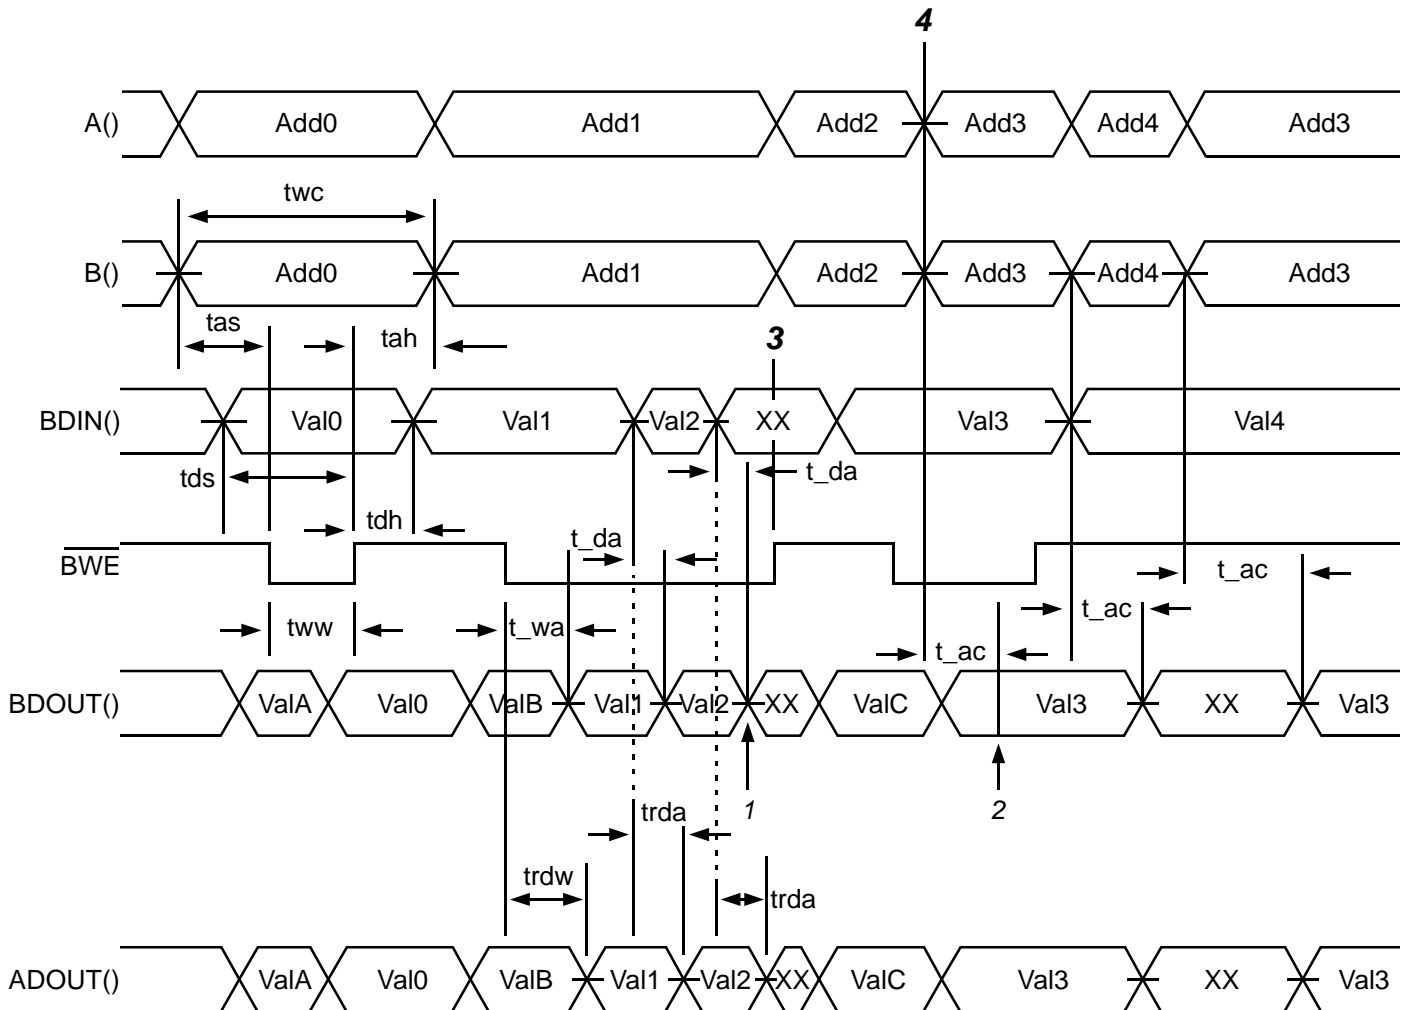 4
A() Add0 Add1 Add2 Add3 Add4 Add3
twc
B() Add0 Add1 Add2 Add3 Add4 Add3
tas tah 3
BDIN() Val0 Val1 Val2 XX Val3 Val4
tds t_da
tdh t_da
BWE t_ac
tww t_wa t_ac
t_ac
BDOUT() ValA Val0 ValB Val1 Val2 XX ValC Val3 XX Val3
trda 1 2
trdw trda
ADOUT() ValA Val0 ValB Val1 Val2 XX ValC Val3 XX Val3